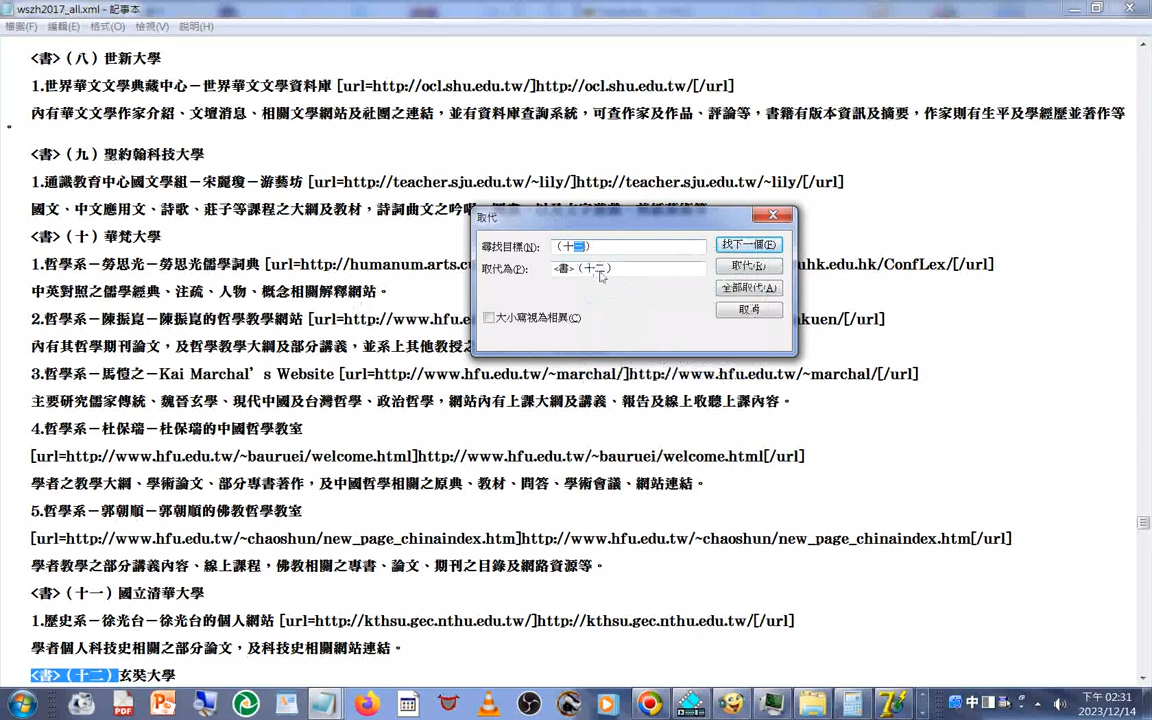 wszh2017_all.xml - 記事本
檔案(F) 編輯(E) 格式(O) 檢視(V) 說明(H)
<書>（八）世新大學
1.世界華文文學典藏中心－世界華文文學資料庫 [url=http://ocl.shu.edu.tw/]http://ocl.shu.edu.tw/[/url]
內有華文文學作家介紹、文壇消息、相關文學網站及社團之連結，並有資料庫查詢系統，可查作家及作品、評論等，書籍有版本資訊及摘要，作家則有生平及學經歷並著作等
。
<書>（九）聖約翰科技大學
1.通識教育中心國文學組－宋麗瓊－游藝坊 [url=http://teacher.sju.edu.tw/~lily/]http://teacher.sju.edu.tw/~lily/[/url]
國文、中文應用文、詩歌、莊子等課程之大綱及教材，詩詞曲文之吟
<書>（十）華梵大學
1.哲學系－勞思光－勞思光儒學詞典 [url=http://humanum.arts.cu
uhk.edu.hk/ConfLex/[/url]
中英對照之儒學經典、注疏、人物、概念相關解釋網站。
2.哲學系－陳振崑－陳振崑的哲學教學網站 [url=http://www.hfu.
kuen/[/url]
內有其哲學期刊論文，及哲學教學大綱及部分講義，並系上其他教授之
3.哲學系－馬愷之－Kai Marchal’s Website [url=http://www.hfu.edu.tw/~marchal/]http://www.hfu.edu.tw/~marchal/[/url]
主要研究儒家傳統、魏晉玄學、現代中國及台灣哲學、政治哲學，網站內有上課大綱及講義、報告及線上收聽上課內容。
4.哲學系－杜保瑞－杜保瑞的中國哲學教室
[url=http://www.hfu.edu.tw/~bauruei/welcome.html]http://www.hfu.edu.tw/~bauruei/welcome.html[/url]
學者之教學大綱、學術論文、部分專書著作，及中國哲學相關之原典、教材、問答、學術會議、網站連結。
5.哲學系－郭朝順－郭朝順的佛教哲學教室
[url=http://www.hfu.edu.tw/~chaoshun/new_page_chinaindex.htm]http://www.hfu.edu.tw/~chaoshun/new_page_chinaindex.htm[/url]
學者教學之部分講義內容、線上課程，佛教相關之專書、論文、期刊之目錄及網路資源等。
<書>（十一）國立清華大學
1.歷史系－徐光台－徐光台的個人網站 [url=http://kthsu.gec.nthu.edu.tw/]http://kthsu.gec.nthu.edu.tw/[/url]
學者個人科技史相關之部分論文，及科技史相關網站連結。
<書>（十二）玄奘大學
取代
尋找目標(N): （十二） 找下一個(F)
取代為(P): <書>（十二） 取代(R)
全部取代(A)
大小寫視為相異(C) 取消
中
下午 02:31
2023/12/14